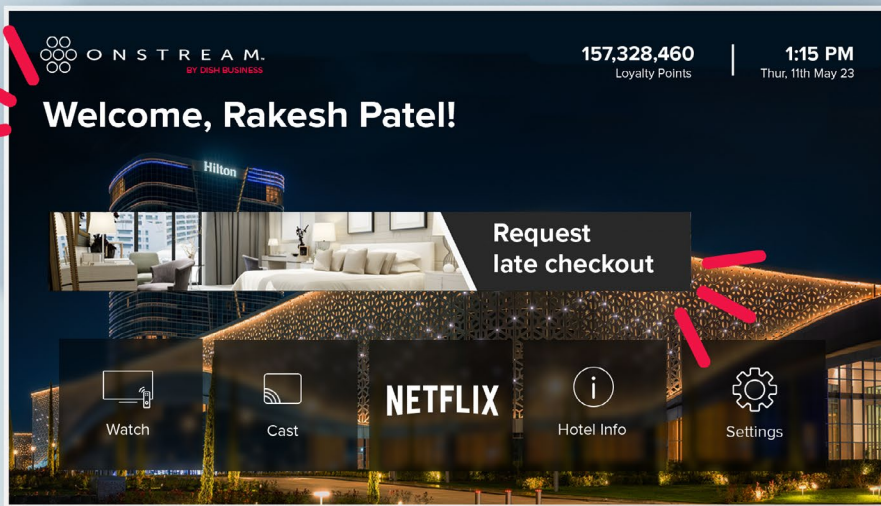 ONSTREAM.
BY DISH BUSINESS
157,328,460
Loyalty Points
1:15 PM
Thur, 11th May 23
Welcome, Rakesh Patel!
Hilton
Request
late checkout
Watch
Cast
NETFLIX
Hotel Info
Settings